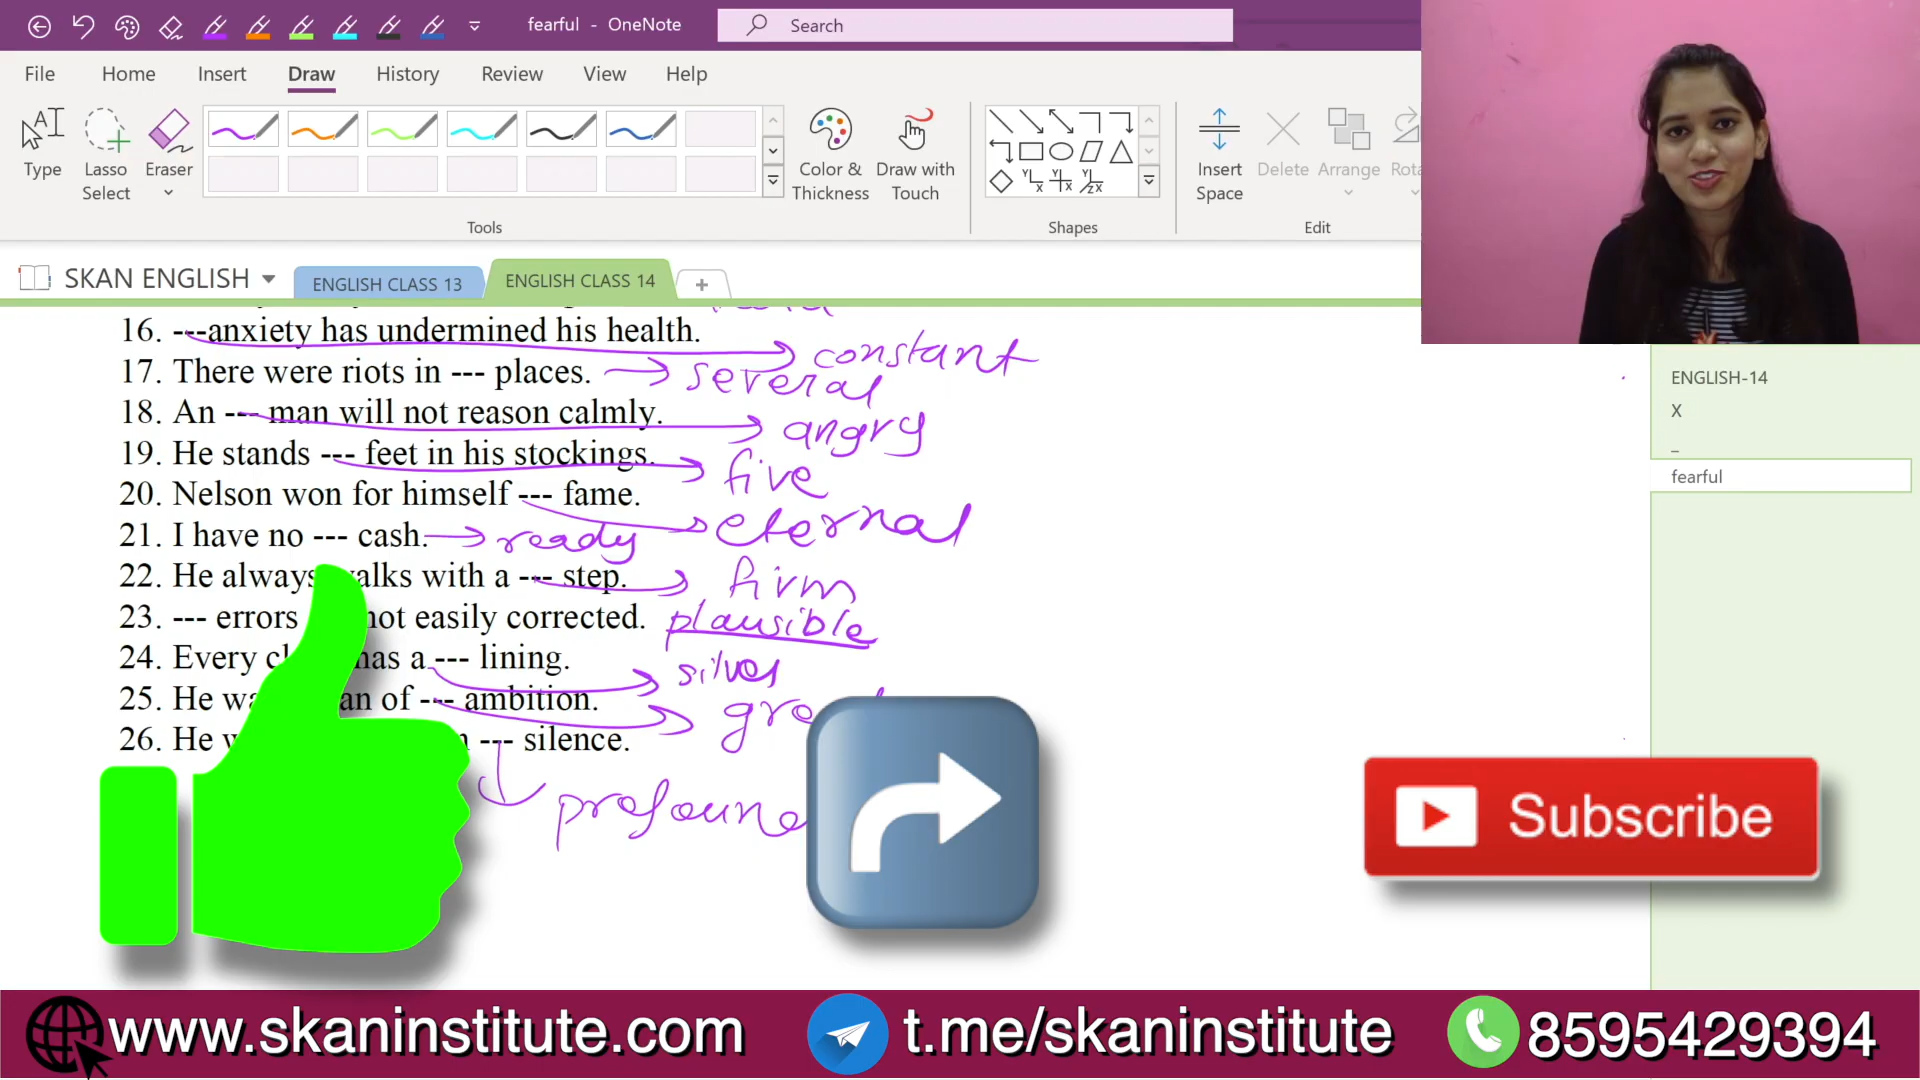 fearful - OneNote
Search
File Home Insert Draw History Review View Help
Type
Lasso Select
Eraser
Color & Thickness
Draw with Touch
Insert Space
Delete
Arrange
Tools
Shapes
Edit
SKAN ENGLISH
ENGLISH CLASS 13
ENGLISH CLASS 14
+
16. ---anxiety has undermined his health. constant
17. There were riots in --- places. several
18. An --- man will not reason calmly. angry
19. He stands --- feet in his stockings. five
20. Nelson won for himself --- fame. eternal
21. I have no --- cash. ready
22. He always walks with a --- step. firm
23. --- errors not easily corrected. plausible
24. Every has a --- lining. silver
25. He of --- ambition.
26. He --- silence.
ENGLISH-14
X
fearful
Subscribe
www.skaninstitute.com
t.me/skaninstitute
8595429394